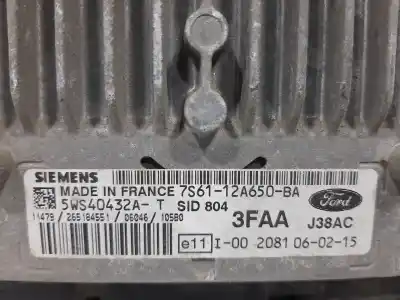 SIEMENS
MADE IN FRANCE 7S61-12A650-BA
5WS40432A- T SID 804
Ford
11479 / 265184551 / 06046 / 10580
3FAA J38AC
e11 I-00 2081 06-02-15